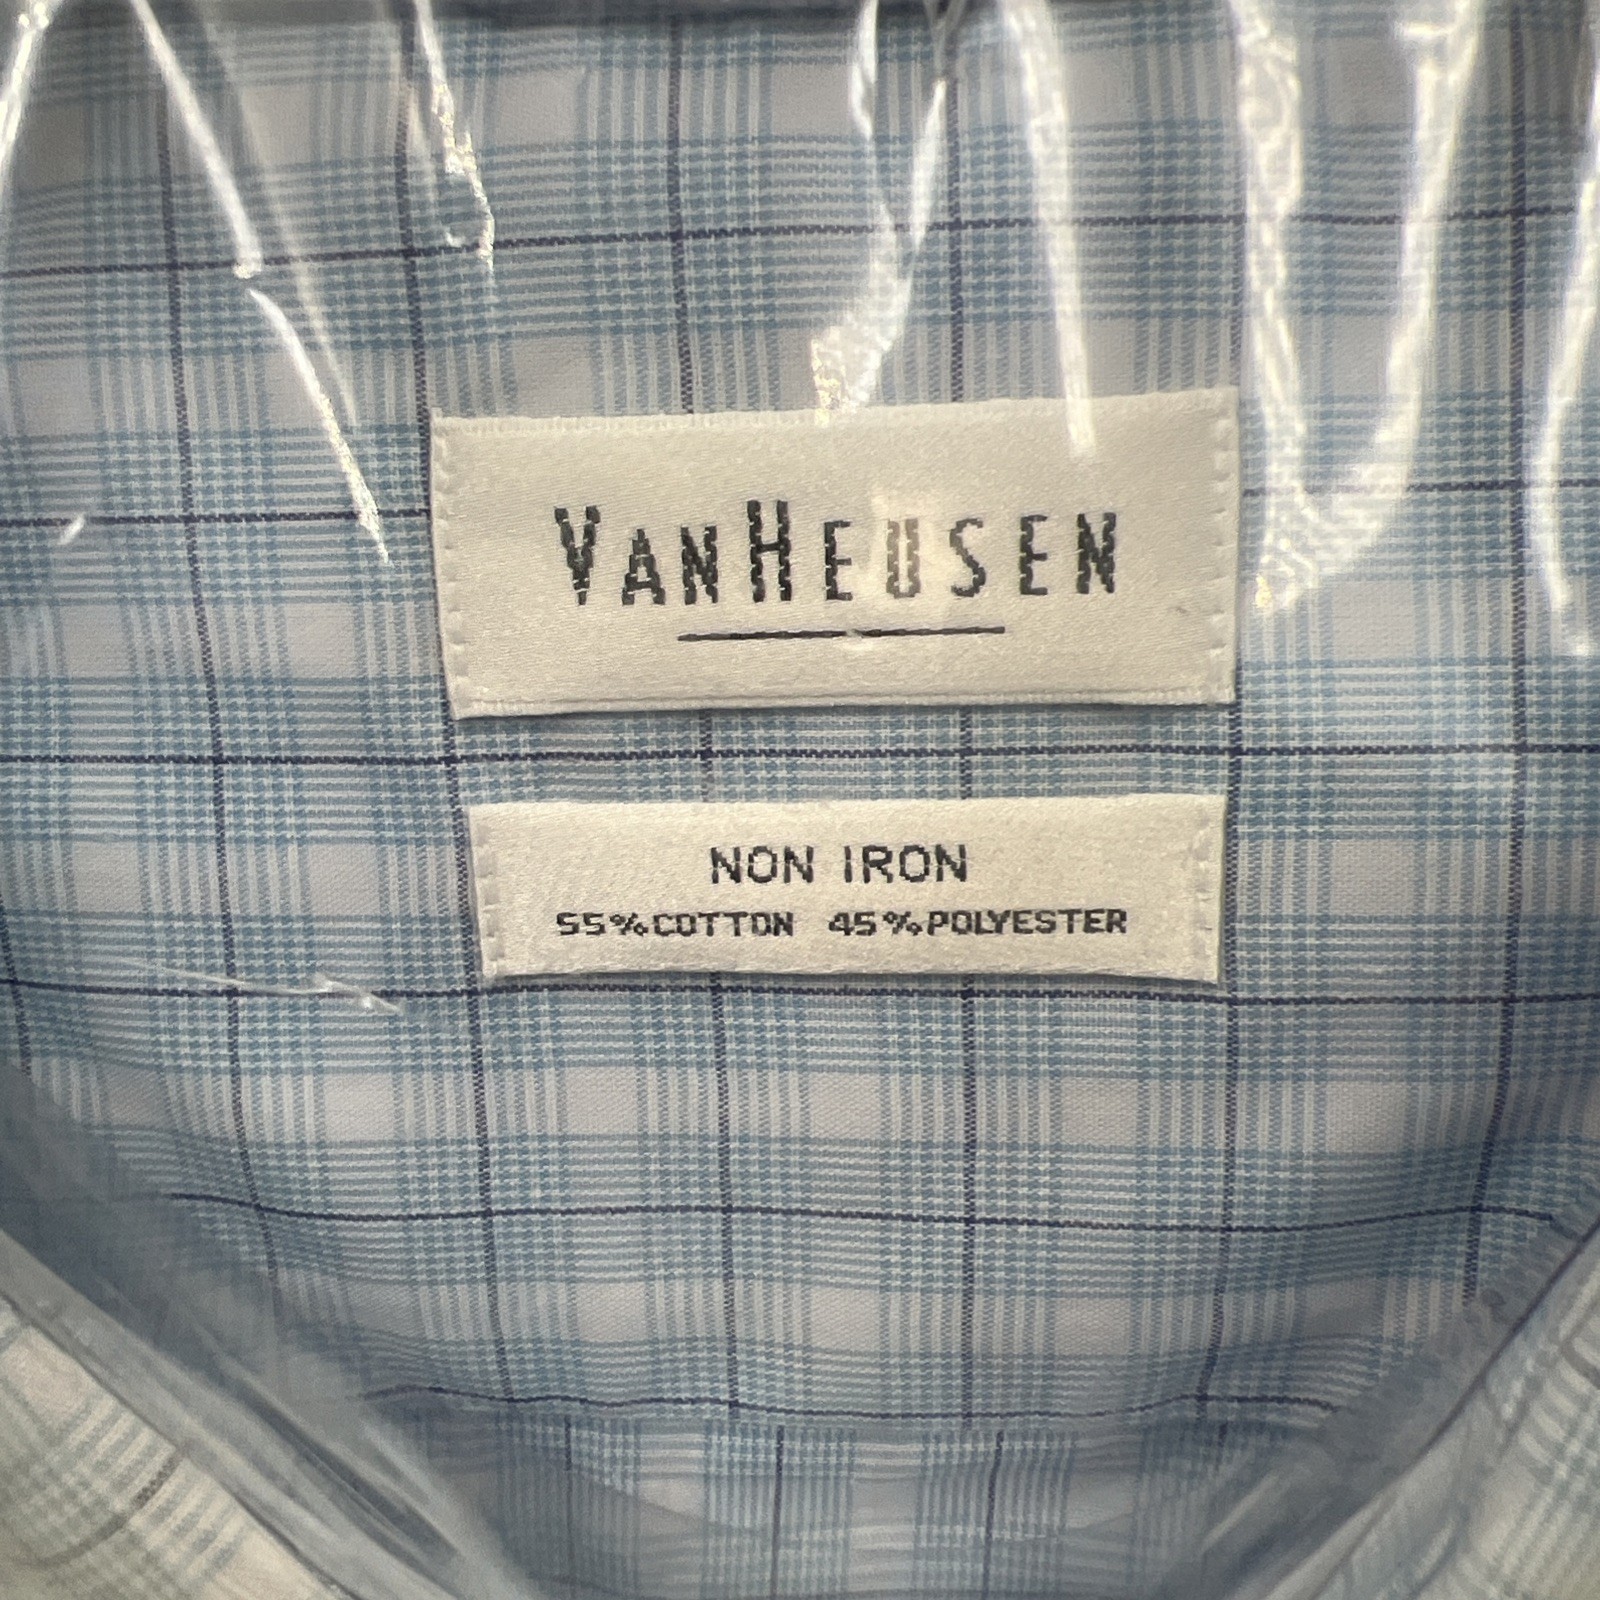 VANHEUSEN
NON IRON
55%COTTON 45%POLYESTER